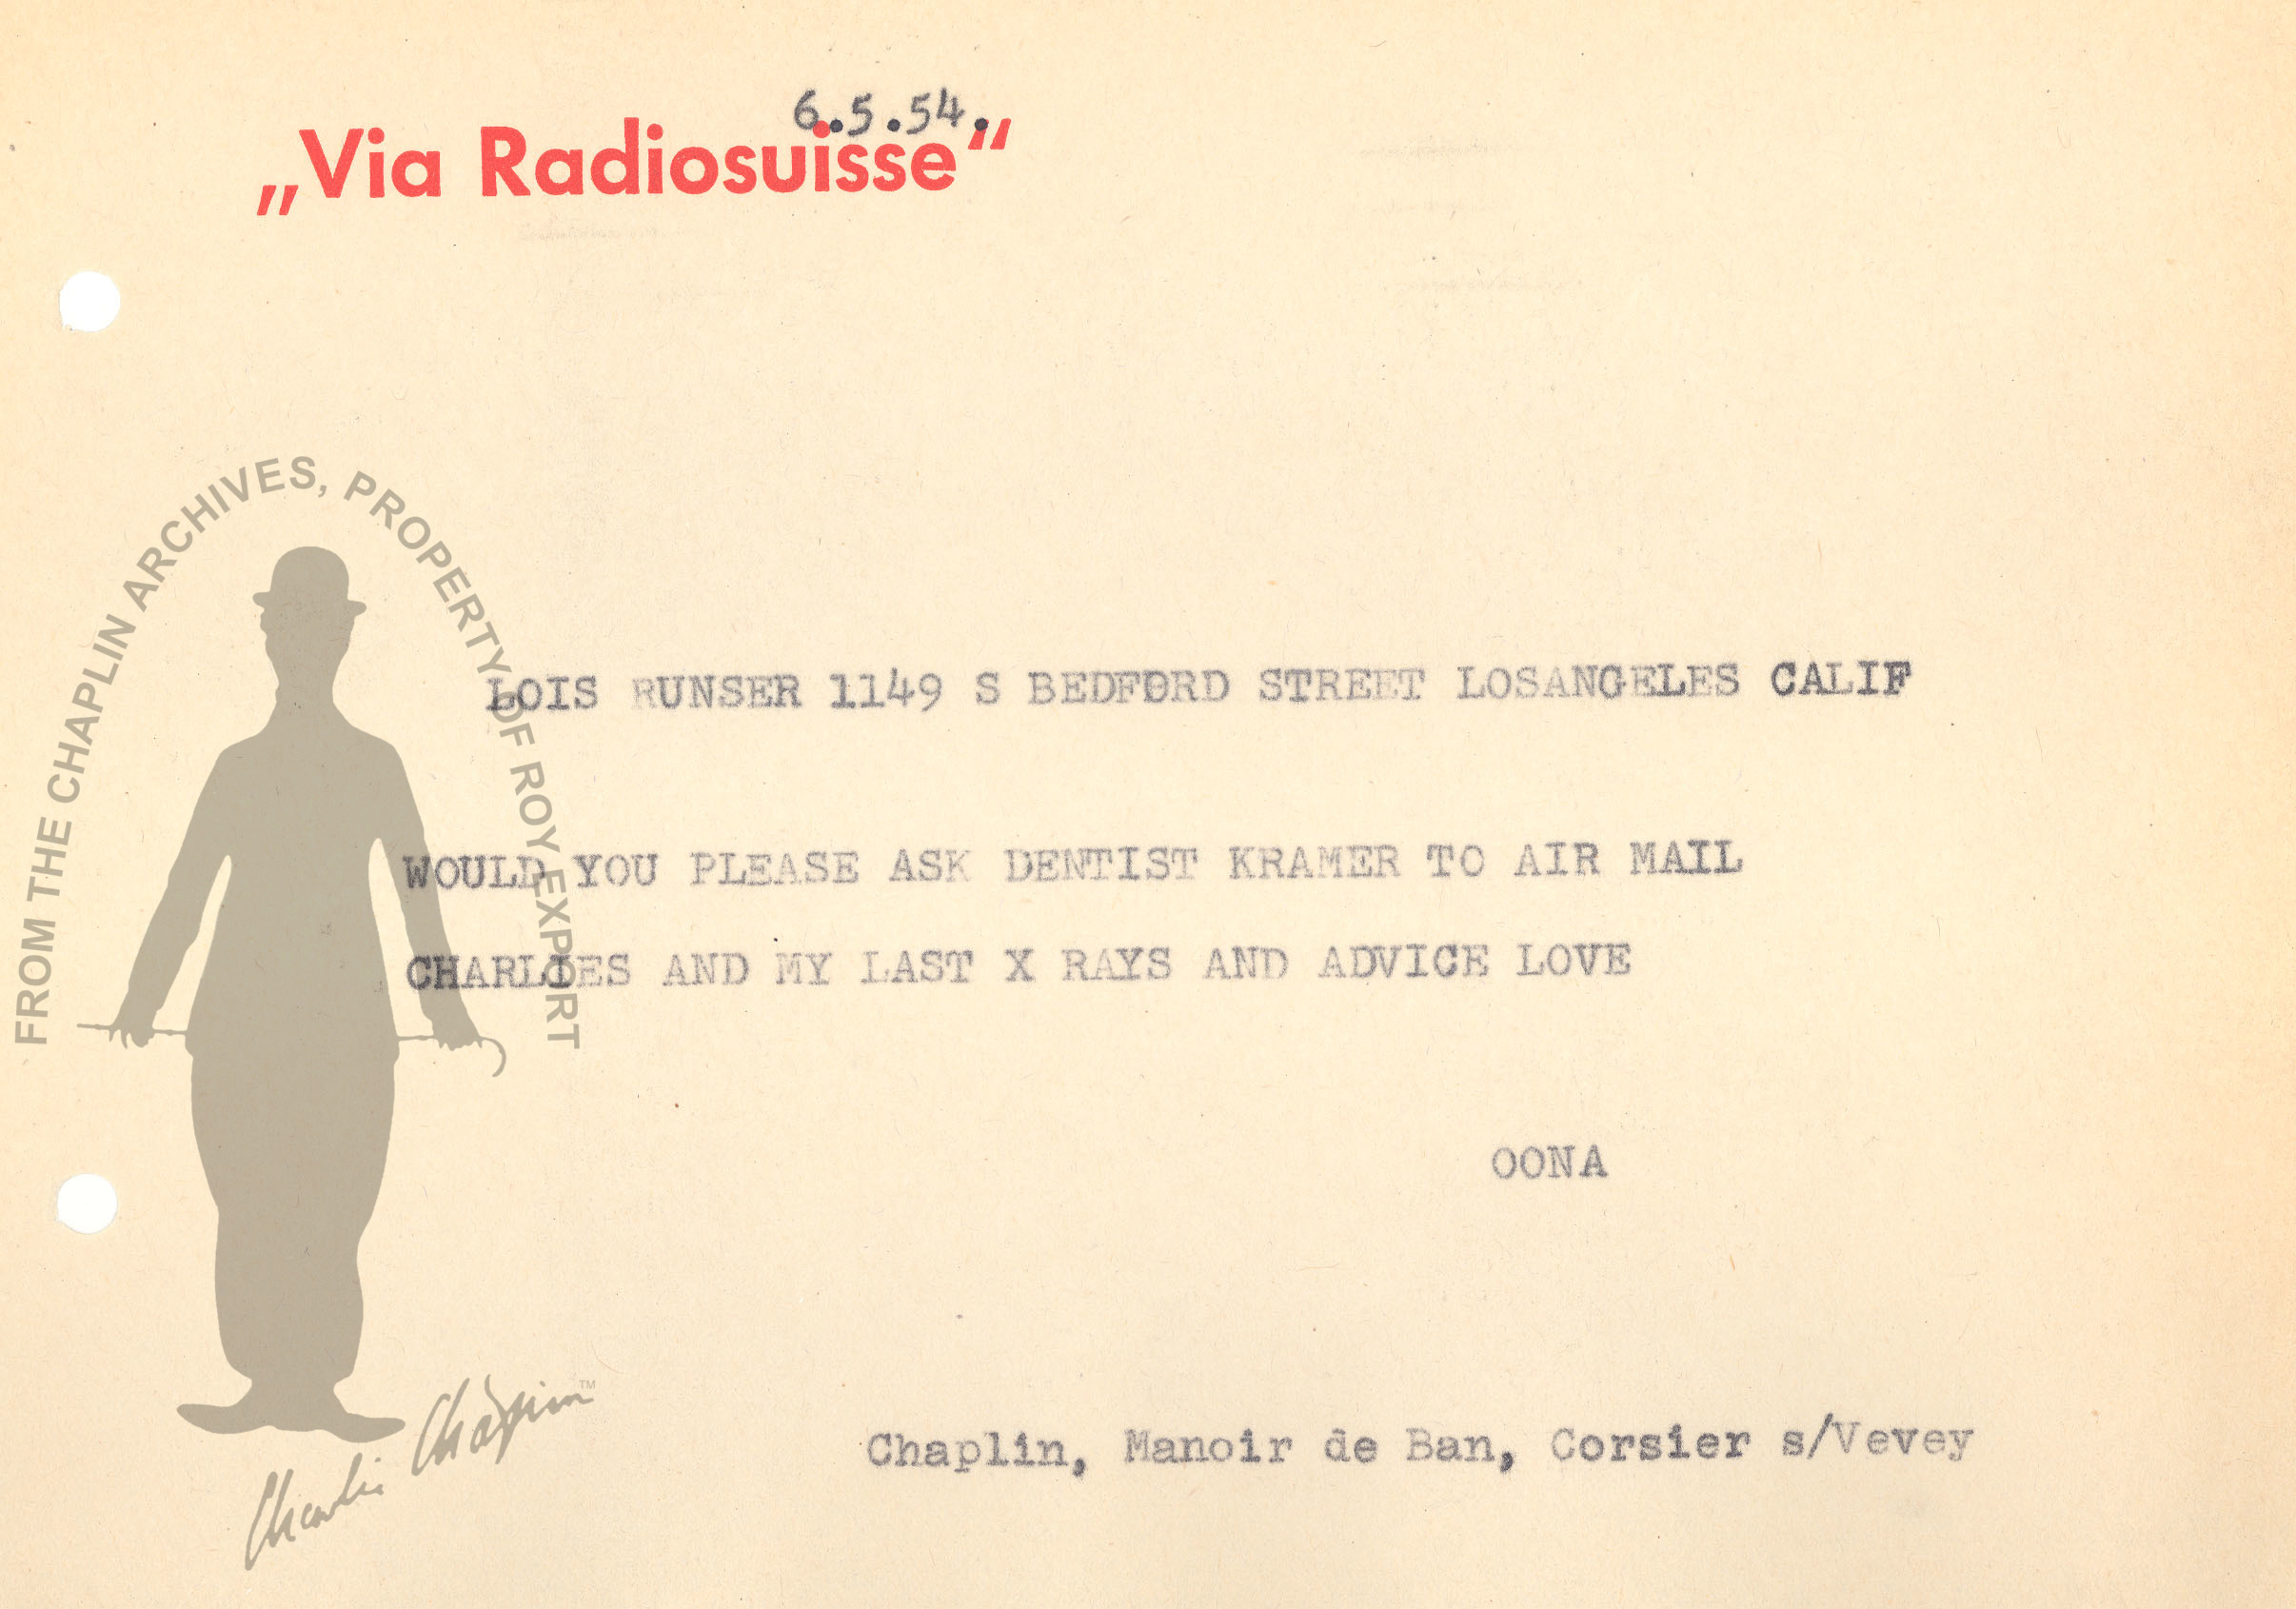 6.5.54.
„Via Radiosuisse“
FROM THE CHAPLIN ARCHIVES, PROPERTY OF ROY EXPORT
LOIS RUNSER 1149 S BEDFORD STREET LOSANGELES CALIF
WOULD YOU PLEASE ASK DENTIST KRAMER TO AIR MAIL
CHARLIES AND MY LAST X RAYS AND ADVICE LOVE
OONA
Charlie Chaplin™
Chaplin, Manoir de Ban, Corsier s/Vevey